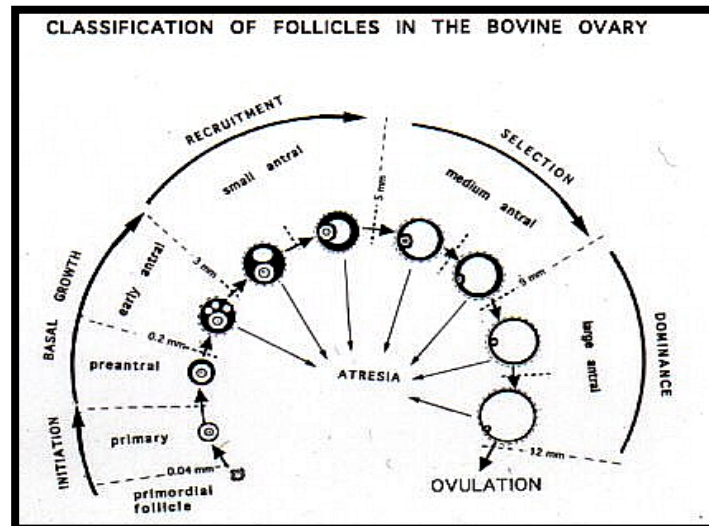 CLASSIFICATION OF FOLLICLES IN THE BOVINE OVARY
RECRUITMENT
SELECTION
small antral
5 mm
medium antral
3 mm
early antral
BASAL GROWTH
9 mm
DOMINANCE
large antral
0.2 mm
preantral
ATRESIA
INITIATION
primary
0.04 mm
primordial
follicle
12 mm
OVULATION